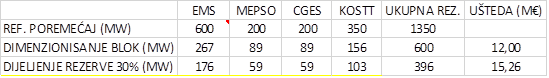 EMS MEPSO CGES KOSTT UKUPNA REZ. UŠTEDA (M€)
REF. POREMEĆAJ (MW) 600 200 200 350 1350
DIMENZIONISANJE BLOK (MW) 267 89 89 156 600 12,00
DIJELJENJE REZERVE 30% (MW) 176 59 59 103 396 15,26